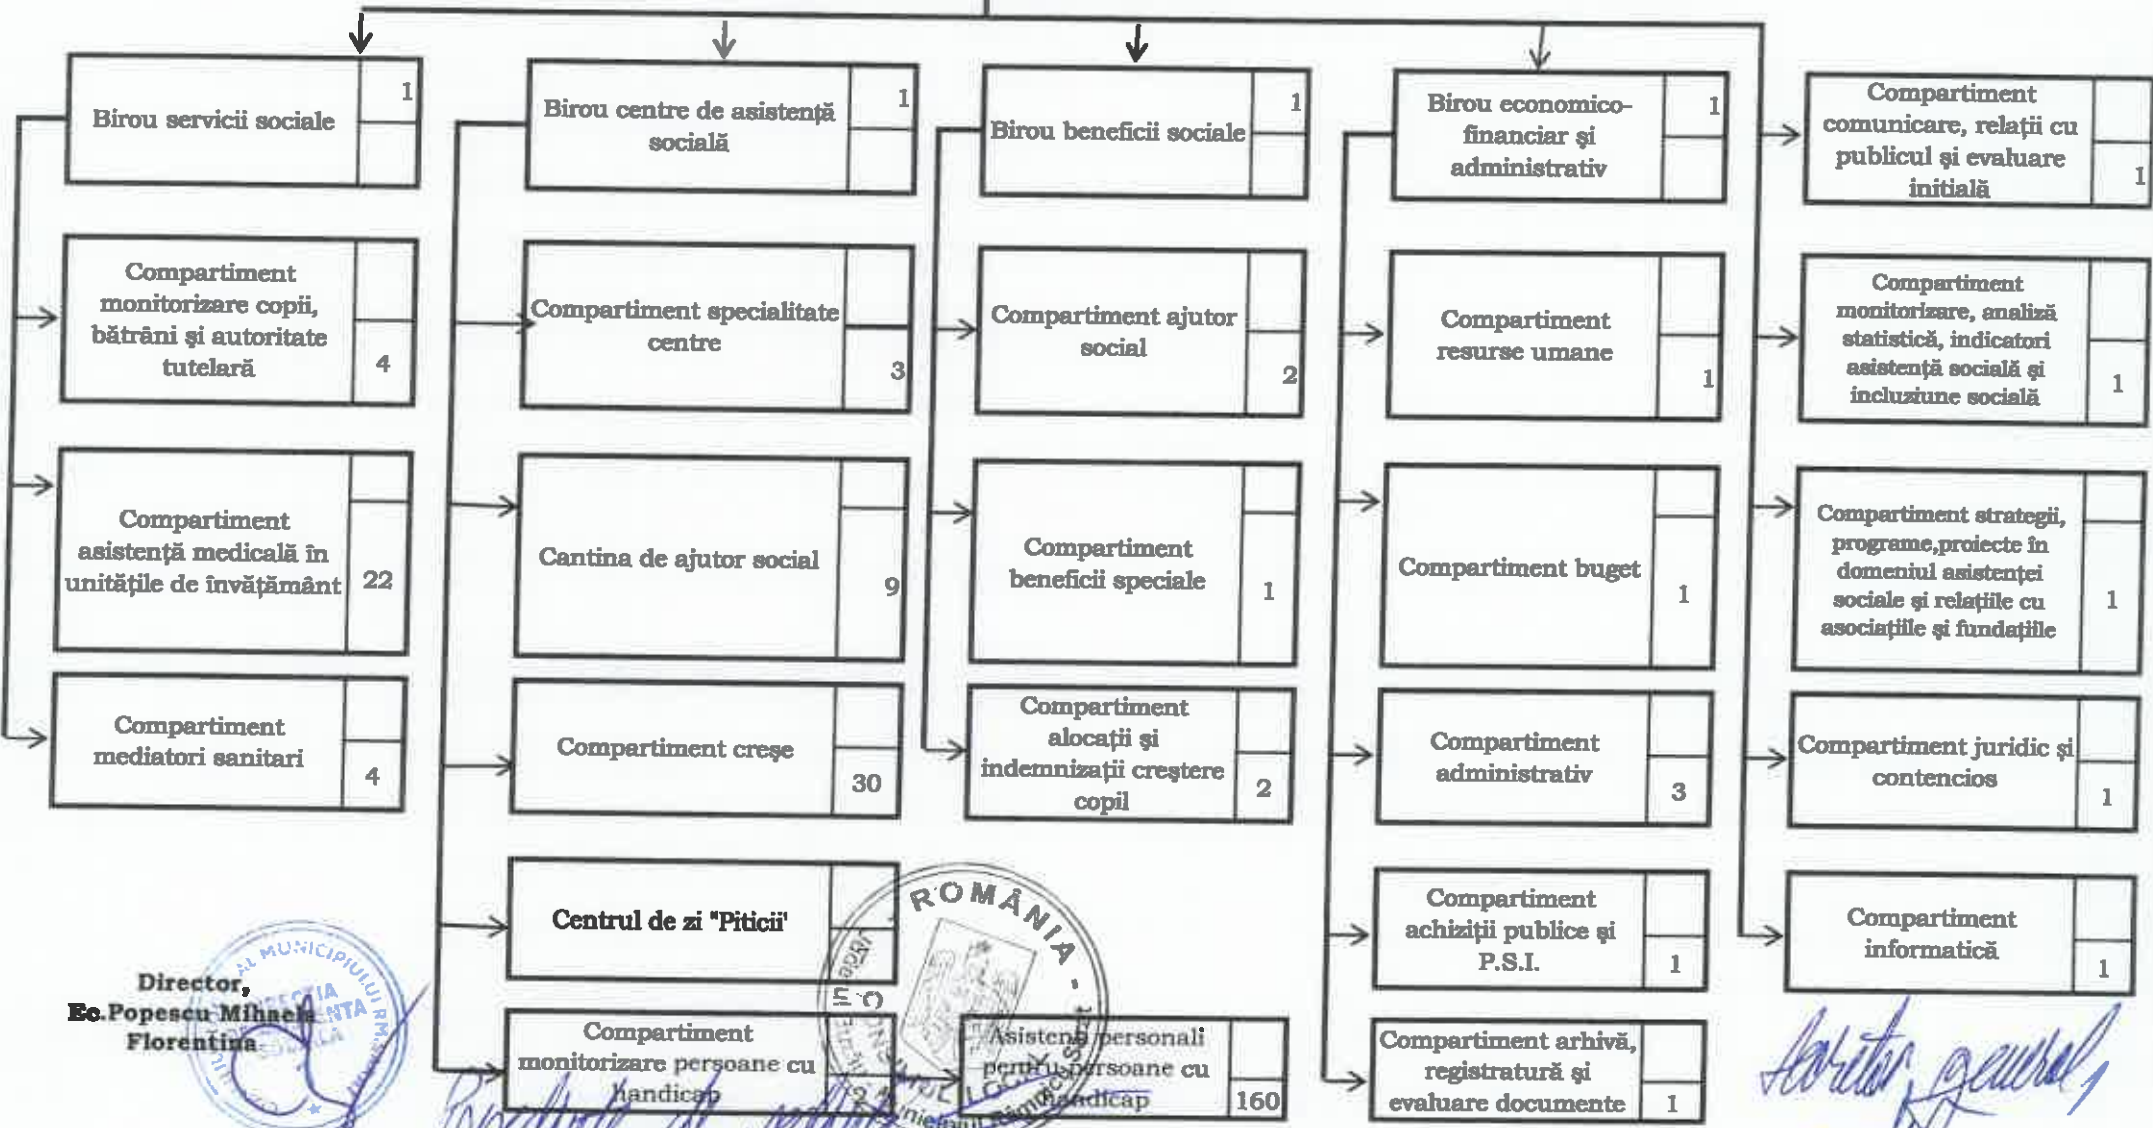 Birou servicii sociale
1
Compartiment
monitorizare copii,
bătrâni și autoritate
tutelară
4
Compartiment
asistență medicală în
unitățile de învățământ
22
Compartiment
mediatori sanitari
4
Birou centre de asistență
socială
1
Compartiment specialitate
centre
3
Cantina de ajutor social
9
Compartiment creșe
30
Centrul de zi "Piticii'
Compartiment
monitorizare persoane cu
handicap
2
Asistenți personali
pentru persoane cu
handicap
160
Birou beneficii sociale
1
Compartiment ajutor
social
2
Compartiment
beneficii speciale
1
Compartiment
alocații și
indemnizații creștere
copil
2
Birou economico-
financiar și
administrativ
1
Compartiment
resurse umane
1
Compartiment buget
1
Compartiment
administrativ
3
Compartiment
achiziții publice și
P.S.I.
1
Compartiment arhivă,
registratură și
evaluare documente
1
Compartiment
comunicare, relații cu
publicul și evaluare
initială
1
Compartiment
monitorizare, analiză
statistică, indicatori
asistență socială și
incluziune socială
1
Compartiment strategii,
programe,proiecte în
domeniul asistenței
sociale și relațiile cu
asociațiile și fundațiile
1
Compartiment juridic și
contencios
1
Compartiment
informatică
1
Director,
Ec.Popescu Mihaela
Florentina
ROMÂNIA -